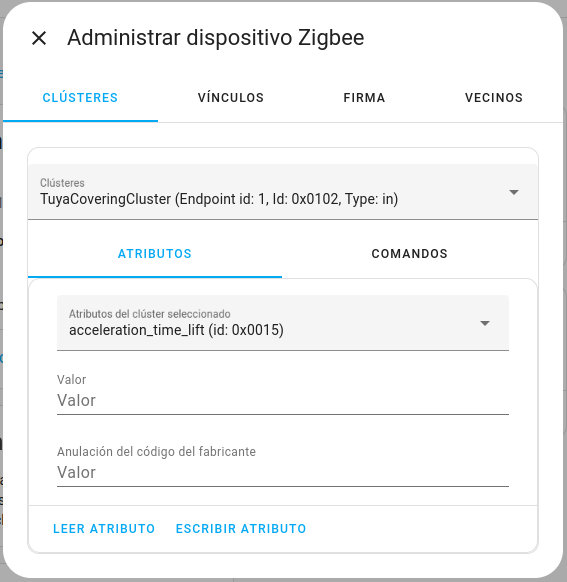 Administrar dispositivo Zigbee
CLÚSTERES VÍNCULOS FIRMA VECINOS
Clústeres
TuyaCoveringCluster (Endpoint id: 1, Id: 0x0102, Type: in)
ATRIBUTOS COMANDOS
Atributos del clúster seleccionado
acceleration_time_lift (id: 0x0015)
Valor
Valor
Anulación del código del fabricante
Valor
LEER ATRIBUTO ESCRIBIR ATRIBUTO